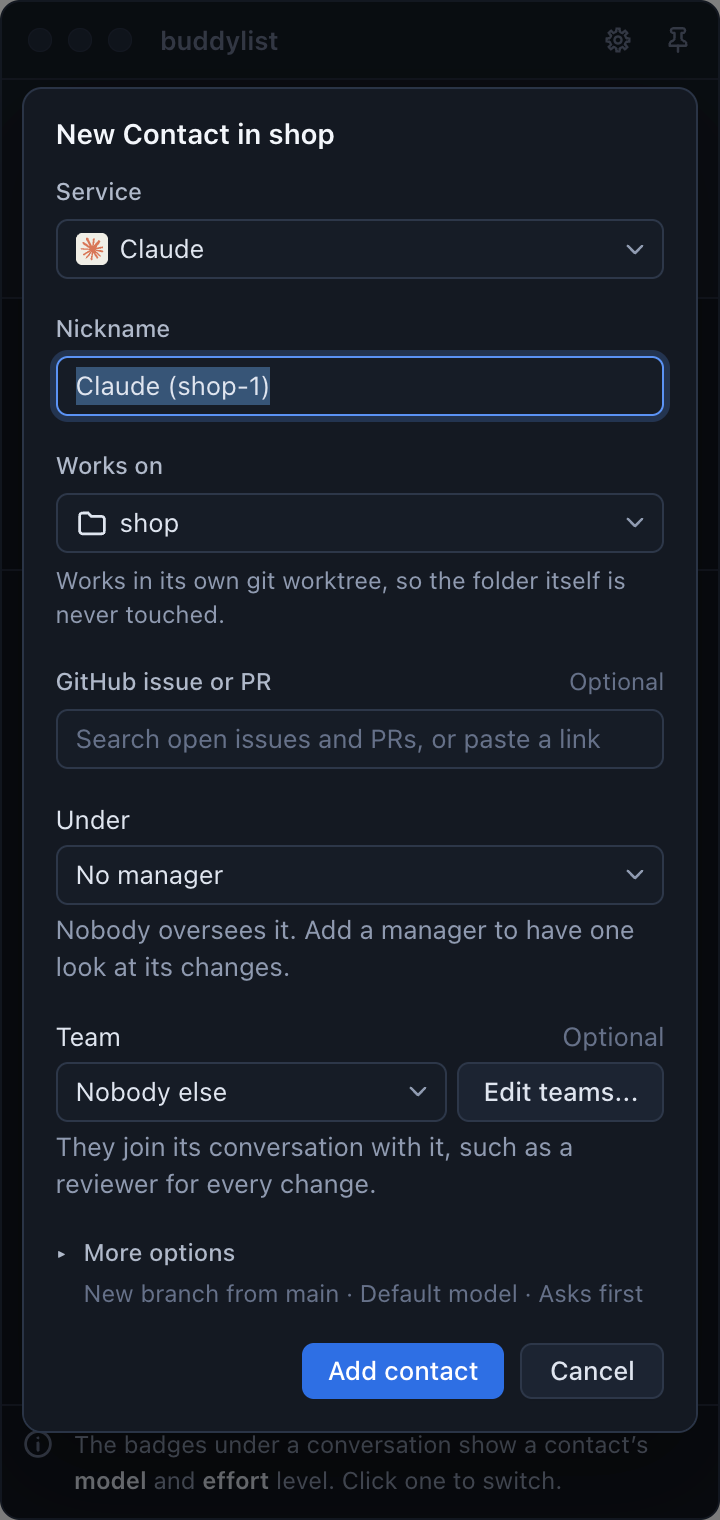 buddylist
New Contact in shop
Service
Claude
Nickname
Claude (shop-1)
Works on
shop
Works in its own git worktree, so the folder itself is
never touched.
GitHub issue or PR
Optional
Search open issues and PRs, or paste a link
Under
No manager
Nobody oversees it. Add a manager to have one
look at its changes.
Team
Optional
Nobody else
Edit teams...
They join its conversation with it, such as a
reviewer for every change.
More options
New branch from main · Default model · Asks first
Add contact
Cancel
The badges under a conversation show a contact’s
model and effort level. Click one to switch.